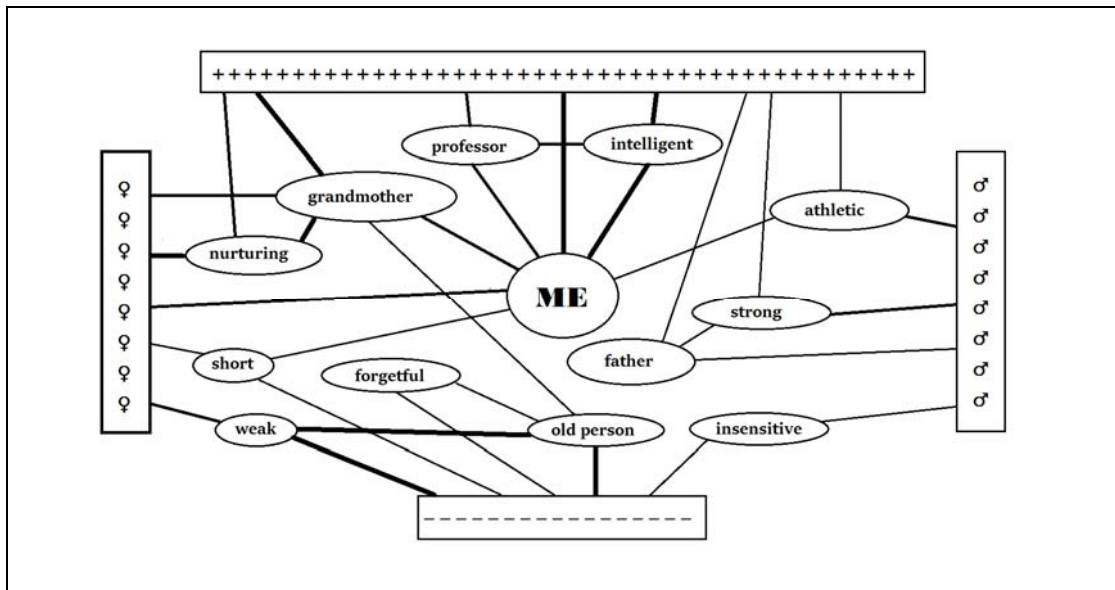 ++++++++++++++++++++++++++++++++++++++++++++
professor
intelligent
grandmother
athletic
nurturing
ME
strong
short
forgetful
father
weak
old person
insensitive
♀
♀
♀
♀
♀
♀
♀
♀
♂
♂
♂
♂
♂
♂
♂
♂
– – – – – – – – – – – – – – – – –